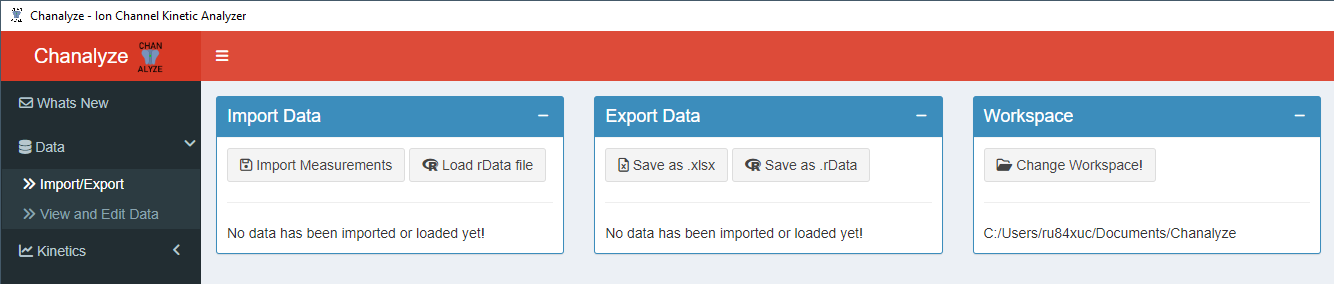 Chanalyze - Ion Channel Kinetic Analyzer
Chanalyze CHAN ALYZE
Whats New
Data
Import/Export
View and Edit Data
Kinetics
Import Data
Import Measurements Load rData file
No data has been imported or loaded yet!
Export Data
Save as .xlsx Save as .rData
No data has been imported or loaded yet!
Workspace
Change Workspace!
C:/Users/ru84xuc/Documents/Chanalyze